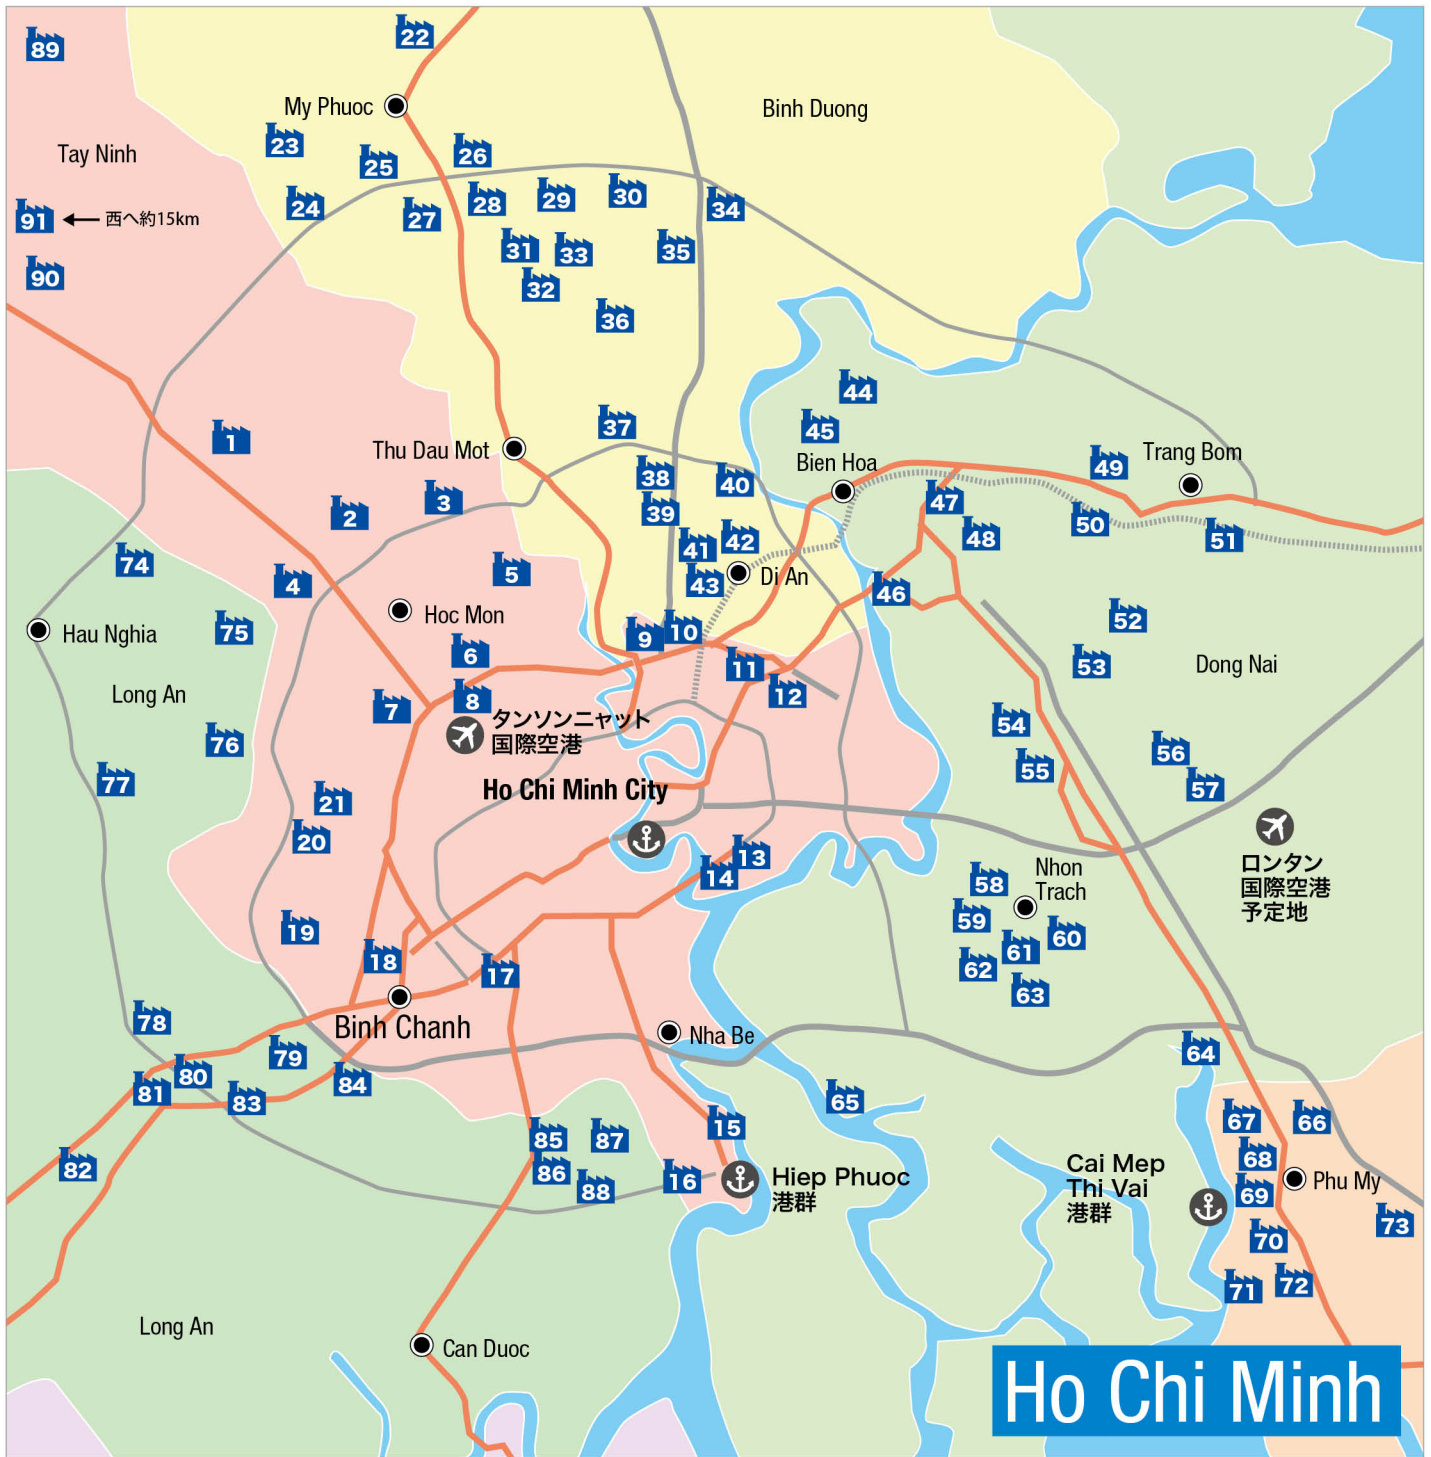 89
22
My Phuoc
Binh Duong
23
Tay Ninh
25
26
24
91
西へ約15km
27
28
29
30
34
31
33
35
90
32
36
44
1
37
45
Thu Dau Mot
Bien Hoa
49
Trang Bom
38
40
2
3
39
47
50
48
51
41
42
74
5
43
Di An
4
46
Hoc Mon
52
75
Hau Nghia
9
10
6
11
53
Dong Nai
Long An
8
12
7
タンソンニャット
国際空港
54
76
56
77
55
57
Ho Chi Minh City
21
20
13
14
ロンタン
国際空港
予定地
58
Nhon
Trach
59
19
60
61
18
17
62
63
78
Binh Chanh
Nha Be
79
64
80
84
81
83
65
15
67
66
85
87
82
68
86
16
Hiep Phuoc
港群
Cai Mep
Thi Vai
港群
88
69
Phu My
73
70
71
72
Long An
Can Duoc
Ho Chi Minh